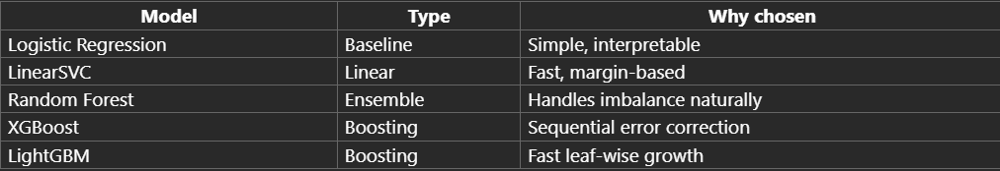 Model Type Why chosen
Logistic Regression Baseline Simple, interpretable
LinearSVC Linear Fast, margin-based
Random Forest Ensemble Handles imbalance naturally
XGBoost Boosting Sequential error correction
LightGBM Boosting Fast leaf-wise growth